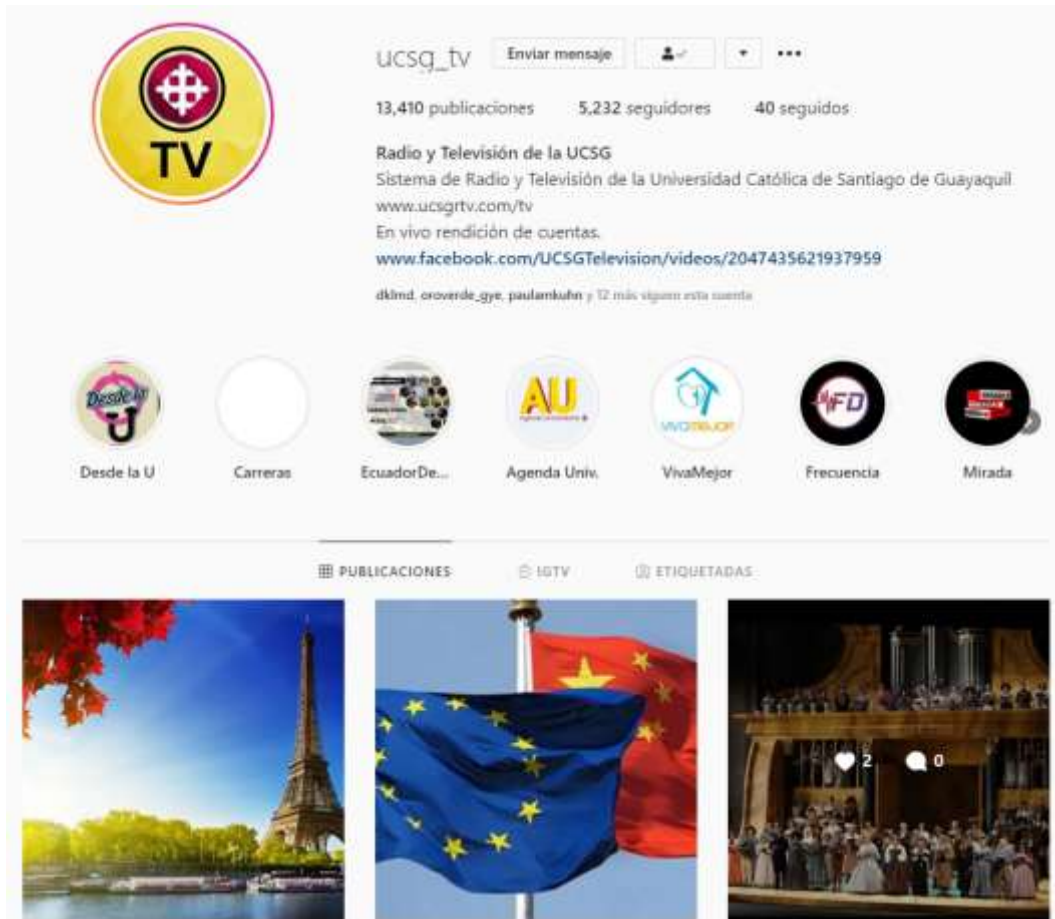 TV
ucsg_tv Enviar mensaje
13,410 publicaciones 5,232 seguidores 40 seguidos
Radio y Televisión de la UCSG
Sistema de Radio y Televisión de la Universidad Católica de Santiago de Guayaquil
www.ucsgrtv.com/tv
En vivo rendición de cuentas.
www.facebook.com/UCSGTelevision/videos/2047435621937959
dklmd, oroverde_gye, paulamkuhn y 12 más siguen esta cuenta
Desde la U
AU
VIVAMEJOR
FD
Desde la U Carreras EcuadorDe... Agenda Univ. VivaMejor Frecuencia Mirada
PUBLICACIONES IGTV ETIQUETADAS
2 0